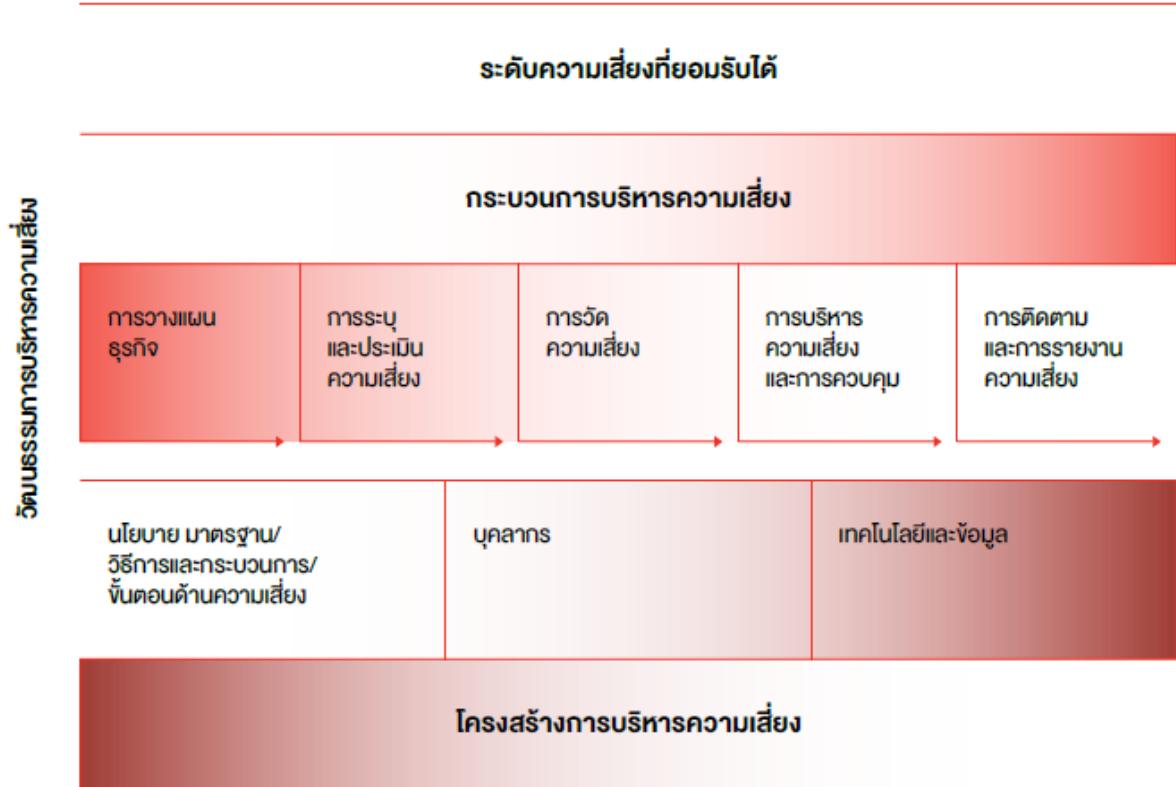 ระดับความเสี่ยงที่ยอมรับได้
กระบวนการบริหารความเสี่ยง
วัฒนธรรมการบริหารความเสี่ยง
การวางแผน
ธุรกิจ
การระบุ
และประเมิน
ความเสี่ยง
การวัด
ความเสี่ยง
การบริหาร
ความเสี่ยง
และการควบคุม
การติดตาม
และการรายงาน
ความเสี่ยง
นโยบาย มาตรฐาน/
วิธีการและกระบวนการ/
ขั้นตอนด้านความเสี่ยง
บุคลากร
เทคโนโลยีและข้อมูล
โครงสร้างการบริหารความเสี่ยง